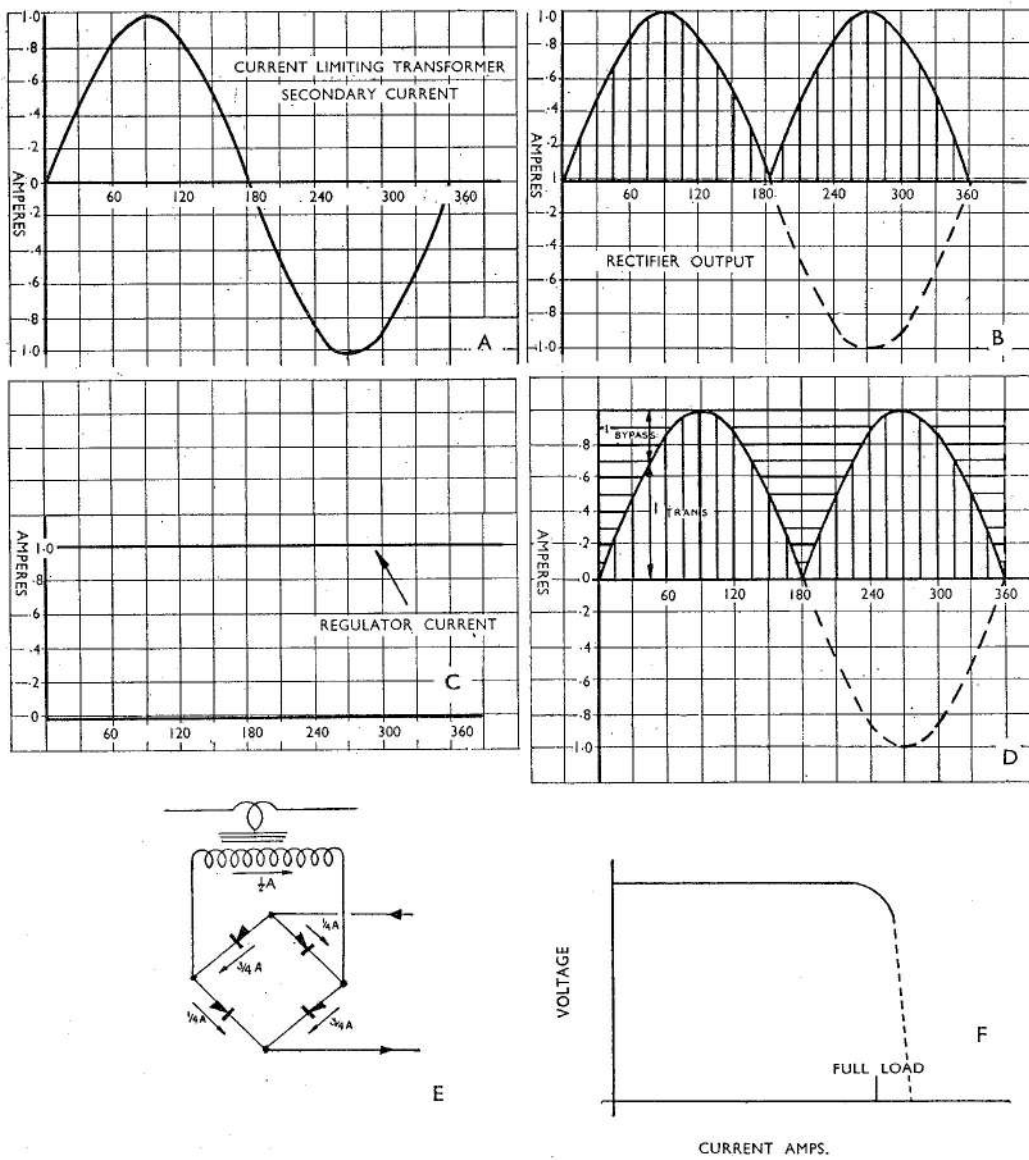 1·0
·8
·6
·4
·2
0
·2
·4
·6
·8
1·0
AMPERES
60 120 180 240 300 360
CURRENT LIMITING TRANSFORMER
SECONDARY CURRENT
A
1·0
·8
·6
·4
·2
1
·2
·4
·6
·8
1·0
AMPERES
60 120 180 240 300 360
RECTIFIER OUTPUT
B
1·0
·8
·6
·4
·2
0
AMPERES
60 120 180 240 300 360
REGULATOR CURRENT
C
1
·8
·6
·4
·2
0
·2
·4
·6
·8
1·0
AMPERES
60 120 180 240 300 360
BYPASS
I TRANS
D
½A
¼A
¾A
¼A
¾A
E
VOLTAGE
F
FULL LOAD
CURRENT AMPS.